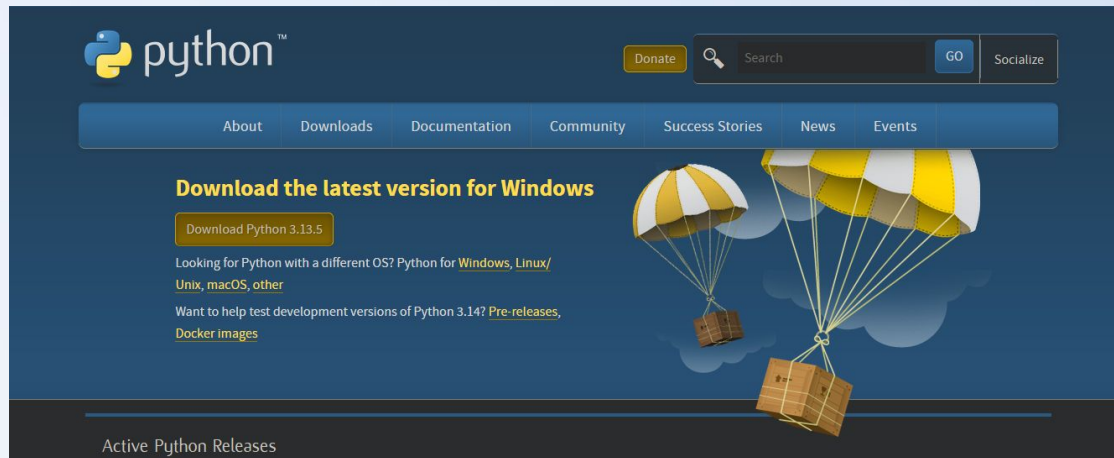 python™
Donate
Search
GO
Socialize
About Downloads Documentation Community Success Stories News Events
Download the latest version for Windows
Download Python 3.13.5
Looking for Python with a different OS? Python for Windows, Linux/
Unix, macOS, other
Want to help test development versions of Python 3.14? Pre-releases,
Docker images
Active Python Releases